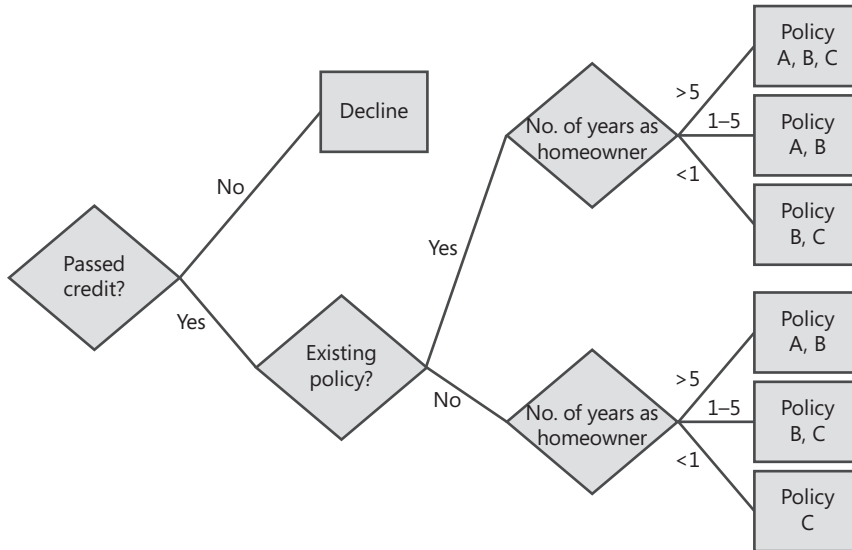 Passed
credit?
No
Decline
Yes
Existing
policy?
Yes
No. of years as
homeowner
>5
Policy
A, B, C
1–5
Policy
A, B
<1
Policy
B, C
No
No. of years as
homeowner
>5
Policy
A, B
1–5
Policy
B, C
<1
Policy
C